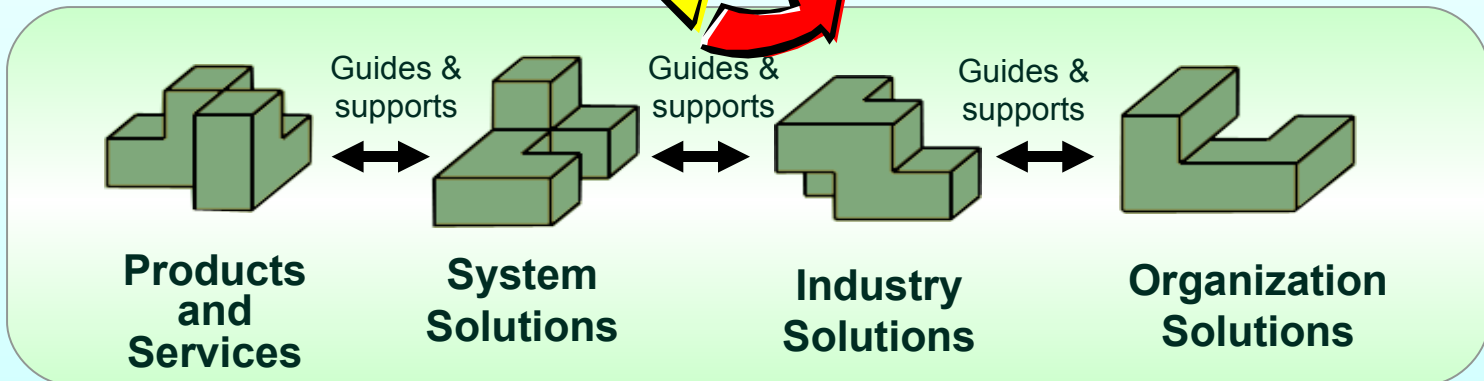 Guides &
supports
Guides &
supports
Guides &
supports
Products
and
Services
System
Solutions
Industry
Solutions
Organization
Solutions